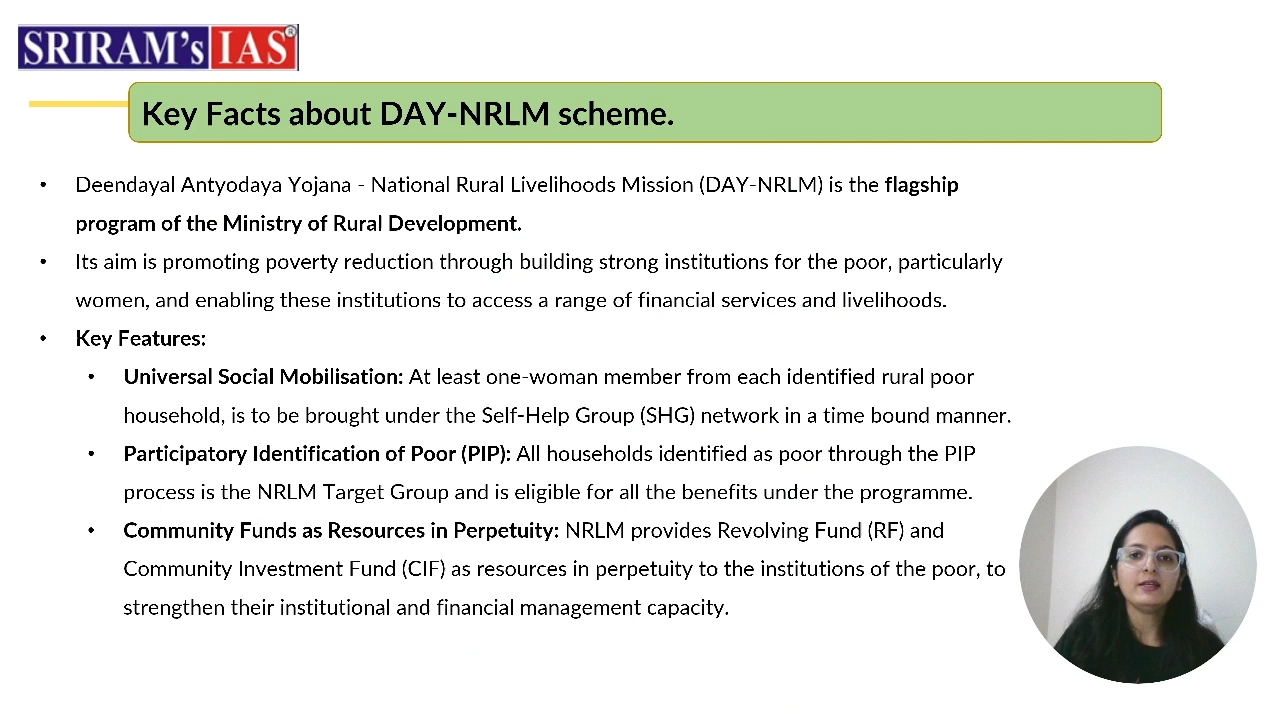 SRIRAM's IAS®
Key Facts about DAY-NRLM scheme.
• Deendayal Antyodaya Yojana - National Rural Livelihoods Mission (DAY-NRLM) is the flagship
program of the Ministry of Rural Development.
• Its aim is promoting poverty reduction through building strong institutions for the poor, particularly
women, and enabling these institutions to access a range of financial services and livelihoods.
• Key Features:
• Universal Social Mobilisation: At least one-woman member from each identified rural poor
household, is to be brought under the Self-Help Group (SHG) network in a time bound manner.
• Participatory Identification of Poor (PIP): All households identified as poor through the PIP
process is the NRLM Target Group and is eligible for all the benefits under the programme.
• Community Funds as Resources in Perpetuity: NRLM provides Revolving Fund (RF) and
Community Investment Fund (CIF) as resources in perpetuity to the institutions of the poor, to
strengthen their institutional and financial management capacity.